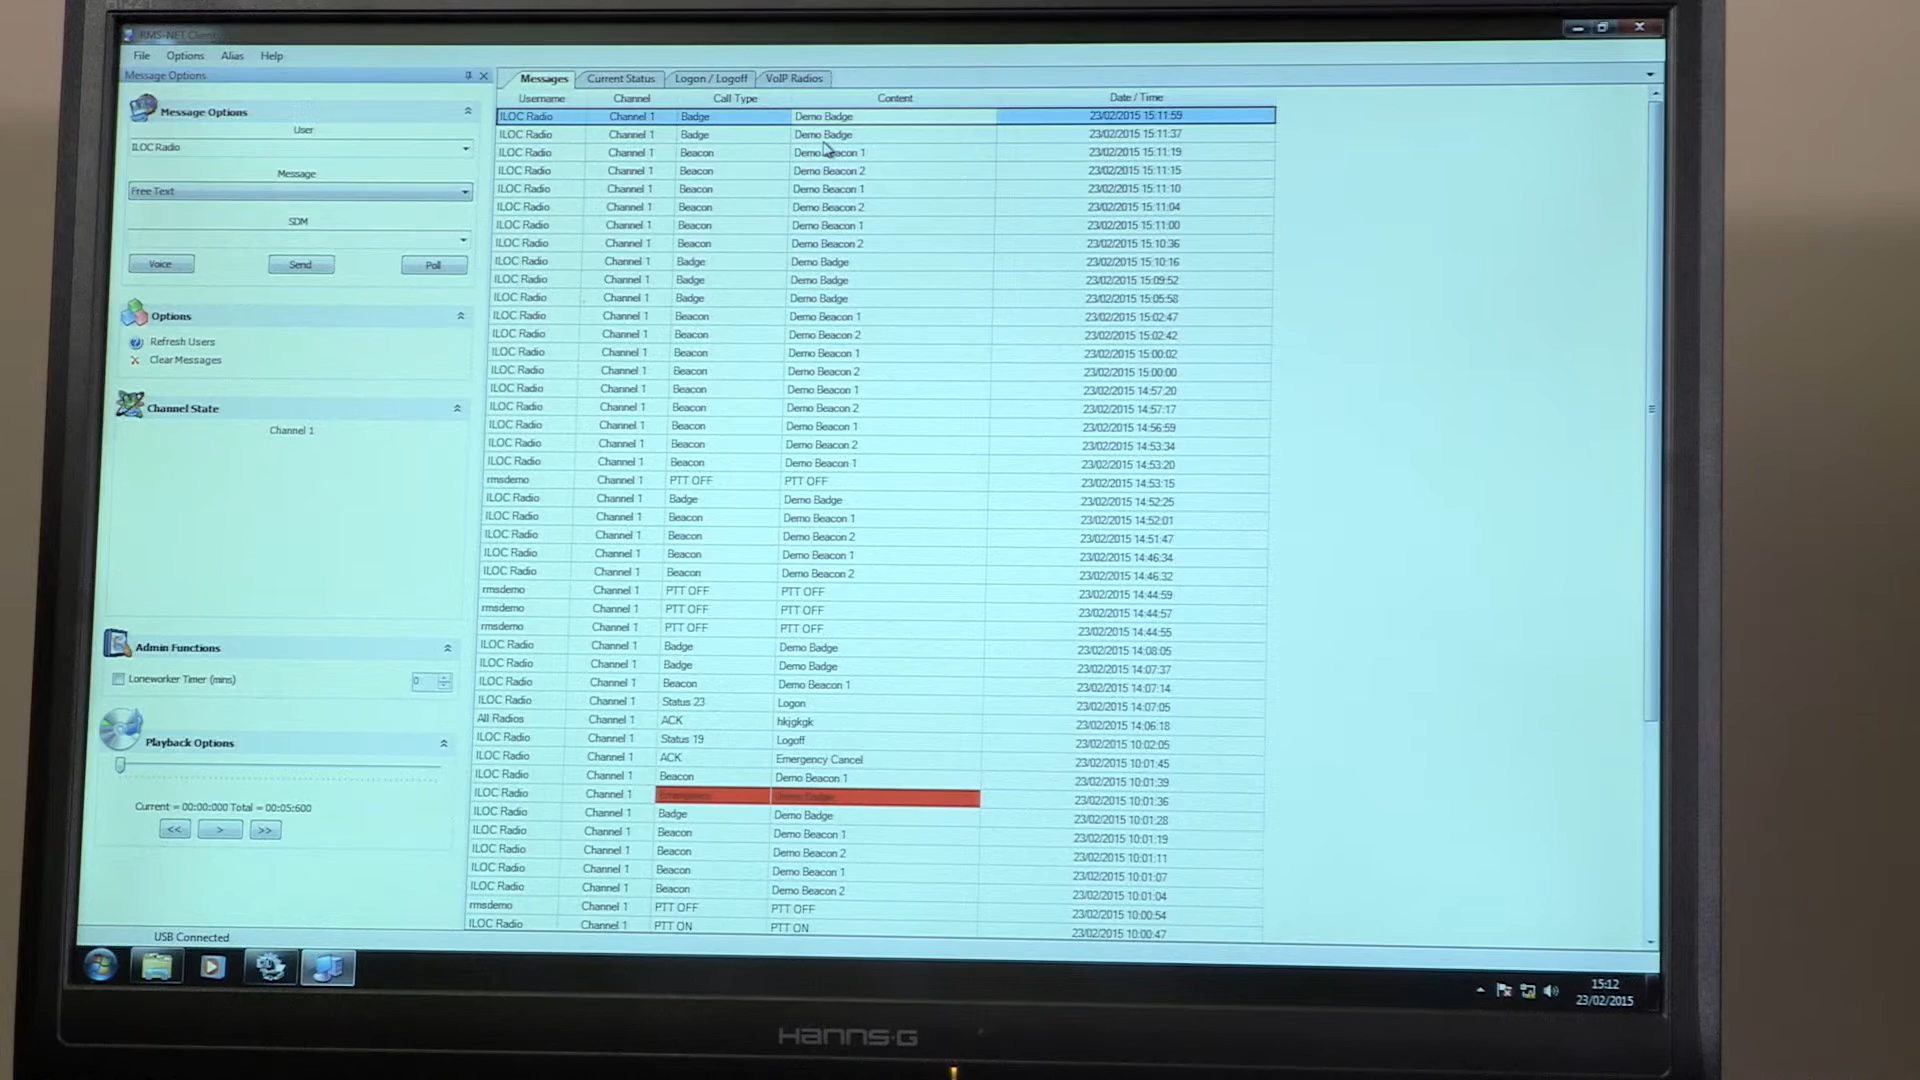 RMS-NET Client
File Options Alias Help
Message Options
Message Options
User
ILOC Radio
Message
Free Text
SDM
Voice Send Poll
Options
Refresh Users
Clear Messages
Channel State
Channel 1
Admin Functions
Loneworker Timer (mins) 0
Playback Options
Current = 00:00:000 Total = 00:05:600
<< > >>
USB Connected
Messages Current Status Logon / Logoff VoIP Radios
Username Channel Call Type Content Date / Time
ILOC Radio Channel 1 Badge Demo Badge 23/02/2015 15:11:59
ILOC Radio Channel 1 Badge Demo Badge 23/02/2015 15:11:37
ILOC Radio Channel 1 Beacon Demo Beacon 1 23/02/2015 15:11:19
ILOC Radio Channel 1 Beacon Demo Beacon 2 23/02/2015 15:11:15
ILOC Radio Channel 1 Beacon Demo Beacon 1 23/02/2015 15:11:10
ILOC Radio Channel 1 Beacon Demo Beacon 2 23/02/2015 15:11:04
ILOC Radio Channel 1 Beacon Demo Beacon 1 23/02/2015 15:11:00
ILOC Radio Channel 1 Beacon Demo Beacon 2 23/02/2015 15:10:36
ILOC Radio Channel 1 Badge Demo Badge 23/02/2015 15:10:16
ILOC Radio Channel 1 Badge Demo Badge 23/02/2015 15:09:52
ILOC Radio Channel 1 Badge Demo Badge 23/02/2015 15:05:58
ILOC Radio Channel 1 Beacon Demo Beacon 1 23/02/2015 15:02:47
ILOC Radio Channel 1 Beacon Demo Beacon 2 23/02/2015 15:02:42
ILOC Radio Channel 1 Beacon Demo Beacon 1 23/02/2015 15:00:02
ILOC Radio Channel 1 Beacon Demo Beacon 2 23/02/2015 15:00:00
ILOC Radio Channel 1 Beacon Demo Beacon 1 23/02/2015 14:57:20
ILOC Radio Channel 1 Beacon Demo Beacon 2 23/02/2015 14:57:17
ILOC Radio Channel 1 Beacon Demo Beacon 1 23/02/2015 14:56:59
ILOC Radio Channel 1 Beacon Demo Beacon 2 23/02/2015 14:53:34
ILOC Radio Channel 1 Beacon Demo Beacon 1 23/02/2015 14:53:20
rmsdemo Channel 1 PTT OFF PTT OFF 23/02/2015 14:53:15
ILOC Radio Channel 1 Badge Demo Badge 23/02/2015 14:52:25
ILOC Radio Channel 1 Beacon Demo Beacon 1 23/02/2015 14:52:01
ILOC Radio Channel 1 Beacon Demo Beacon 2 23/02/2015 14:51:47
ILOC Radio Channel 1 Beacon Demo Beacon 1 23/02/2015 14:46:34
ILOC Radio Channel 1 Beacon Demo Beacon 2 23/02/2015 14:46:32
rmsdemo Channel 1 PTT OFF PTT OFF 23/02/2015 14:44:59
rmsdemo Channel 1 PTT OFF PTT OFF 23/02/2015 14:44:57
rmsdemo Channel 1 PTT OFF PTT OFF 23/02/2015 14:44:55
ILOC Radio Channel 1 Badge Demo Badge 23/02/2015 14:08:05
ILOC Radio Channel 1 Badge Demo Badge 23/02/2015 14:07:37
ILOC Radio Channel 1 Beacon Demo Beacon 1 23/02/2015 14:07:14
ILOC Radio Channel 1 Status 23 Logon 23/02/2015 14:07:05
All Radios Channel 1 ACK hkjgkgk 23/02/2015 14:06:18
ILOC Radio Channel 1 Status 19 Logoff 23/02/2015 10:02:05
ILOC Radio Channel 1 ACK Emergency Cancel 23/02/2015 10:01:45
ILOC Radio Channel 1 Beacon Demo Beacon 1 23/02/2015 10:01:39
ILOC Radio Channel 1 Emergency Demo Badge 23/02/2015 10:01:36
ILOC Radio Channel 1 Badge Demo Badge 23/02/2015 10:01:28
ILOC Radio Channel 1 Beacon Demo Beacon 1 23/02/2015 10:01:19
ILOC Radio Channel 1 Beacon Demo Beacon 2 23/02/2015 10:01:11
ILOC Radio Channel 1 Beacon Demo Beacon 1 23/02/2015 10:01:07
ILOC Radio Channel 1 Beacon Demo Beacon 2 23/02/2015 10:01:04
rmsdemo Channel 1 PTT OFF PTT OFF 23/02/2015 10:00:54
ILOC Radio Channel 1 PTT ON PTT ON 23/02/2015 10:00:47
15:12
23/02/2015
Hanns·G